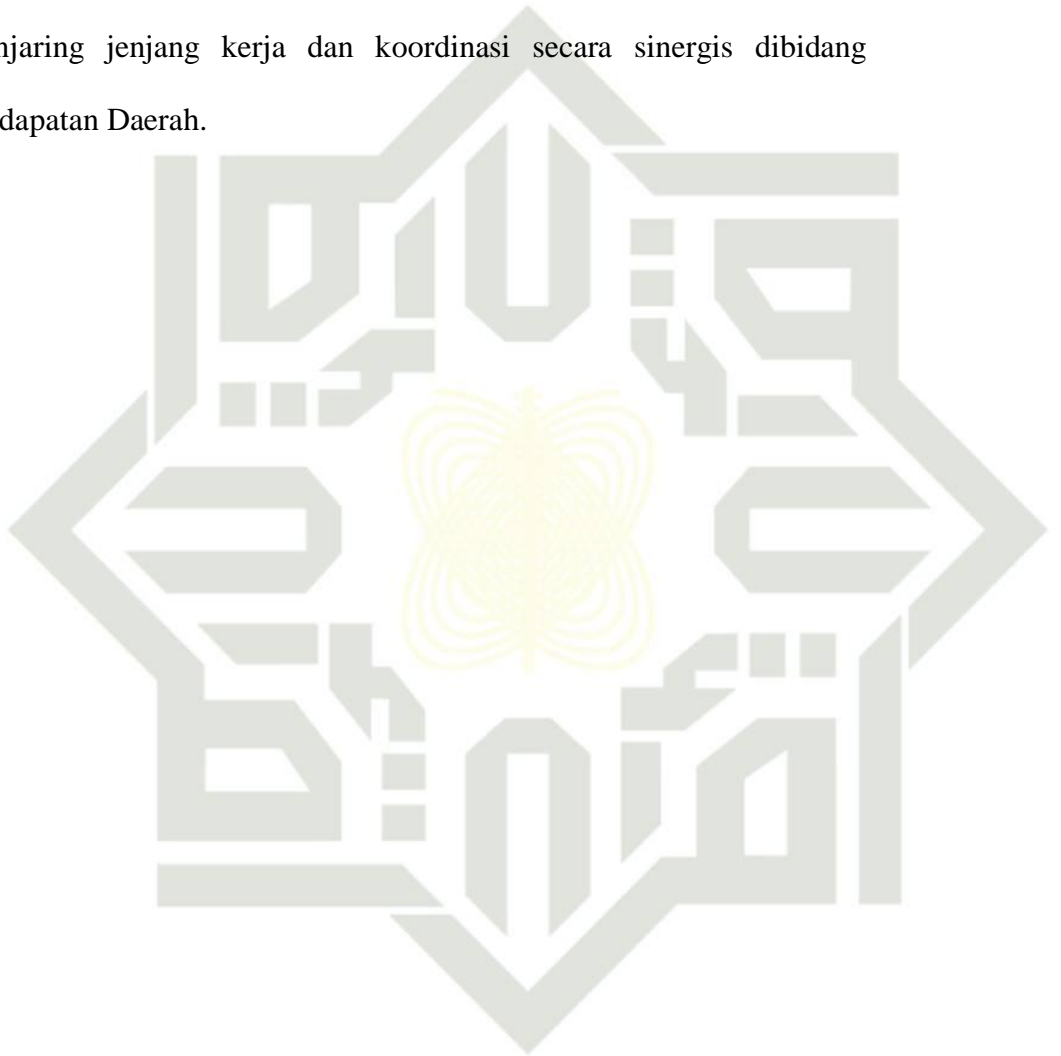 njaring jenjang kerja dan koordinasi secara sinergis dibidang
dapatan Daerah.